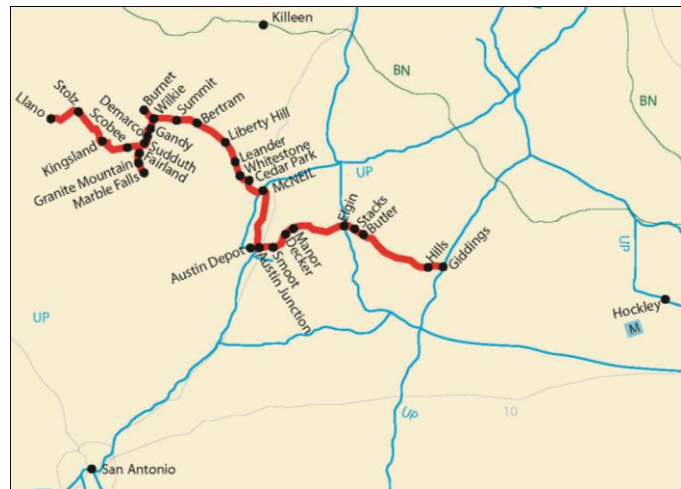 Killeen
BN
BN
Llano
Stolz
Scobee
Kingsland
Burnet
Wilkie
Summit
Bertram
Demarco
Gandy
Sudduth
Liberty Hill
Fairland
Granite Mountain
Marble Falls
Leander
Whitestone
Cedar Park
McNEIL
UP
Elgin
Stacks
Butler
Manor
Decker
Smoot
Austin Depot
Austin Junction
Hills
Giddings
UP
UP
Hockley
M
UP
10
San Antonio